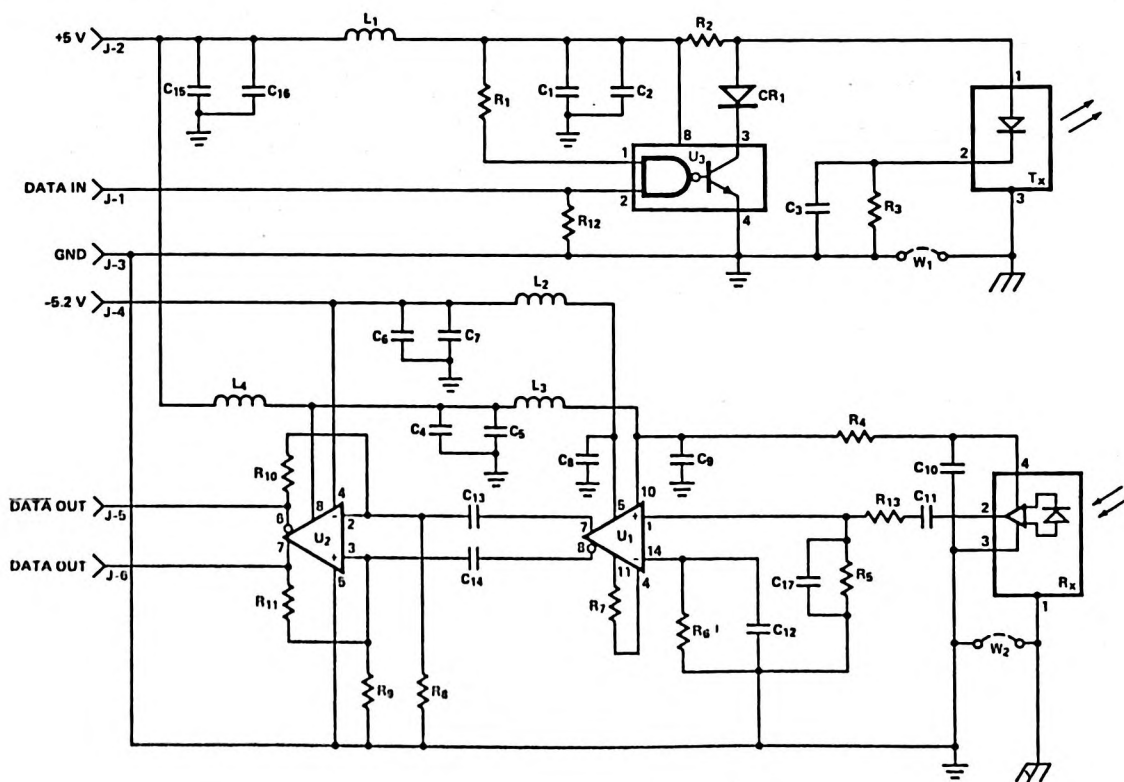 +5 V J-2 L1 R2
C15 C16 R1 C1 C2 CR1 1
8 3 U3
1 2 4
2 Tx 3
DATA IN J-1
R12 C3 R3
GND J-3 W1
-5.2 V J-4 L2
C6 C7
L4 L3
C4 C5 R4
R10 C8 C9 C10 4
DATA OUT J-5
6 8 4 2 U2 7 3 5
C13 5 10 + 1 R13 C11 2
7 U1 8 - 14 11 4
- +
DATA OUT J-6
C14 C17 R5 3 Rx 1
R11 R7 R6 C12
W2
R9 R8